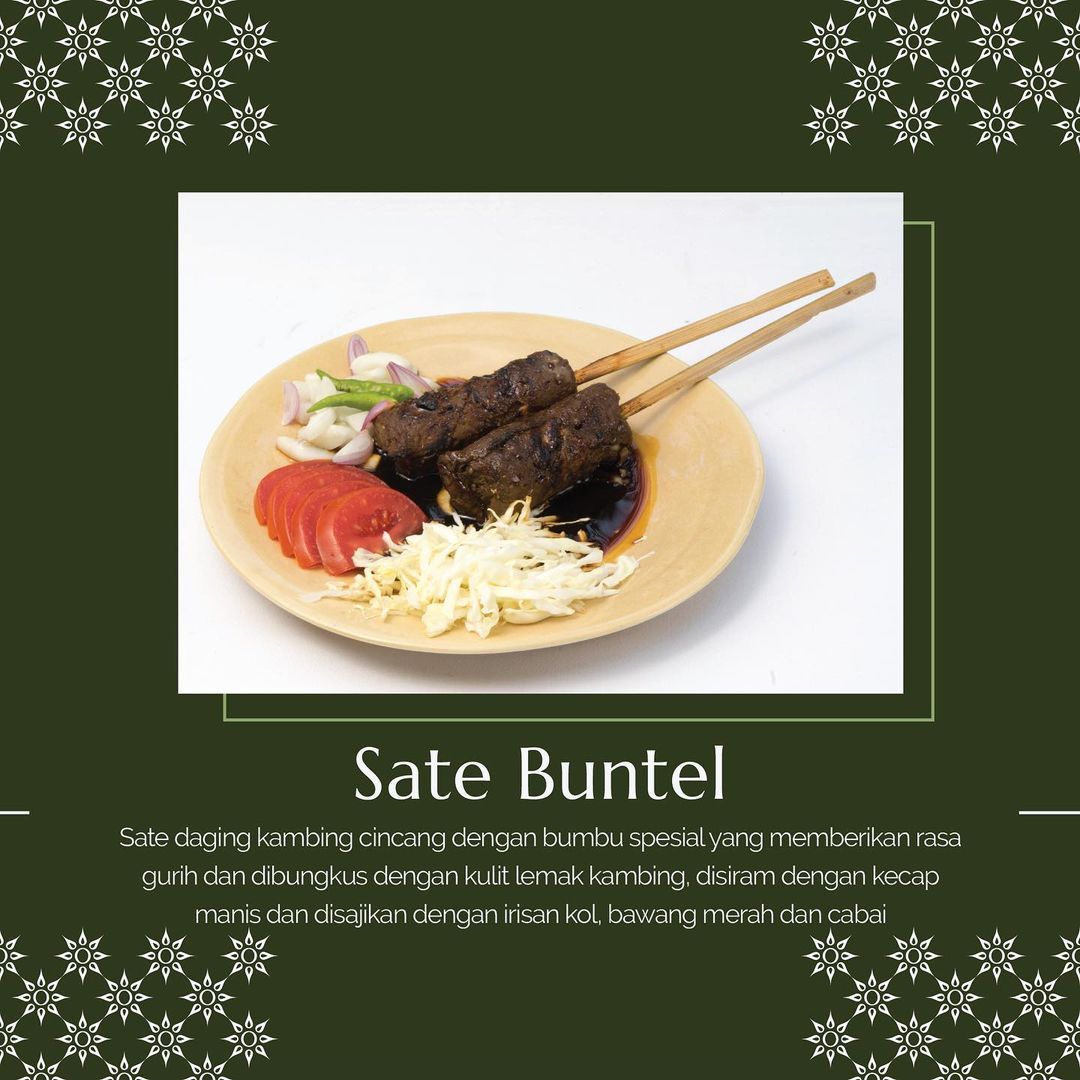 Sate Buntel
Sate daging kambing cincang dengan bumbu spesial yang memberikan rasa
gurih dan dibungkus dengan kulit lemak kambing, disiram dengan kecap
manis dan disajikan dengan irisan kol, bawang merah dan cabai